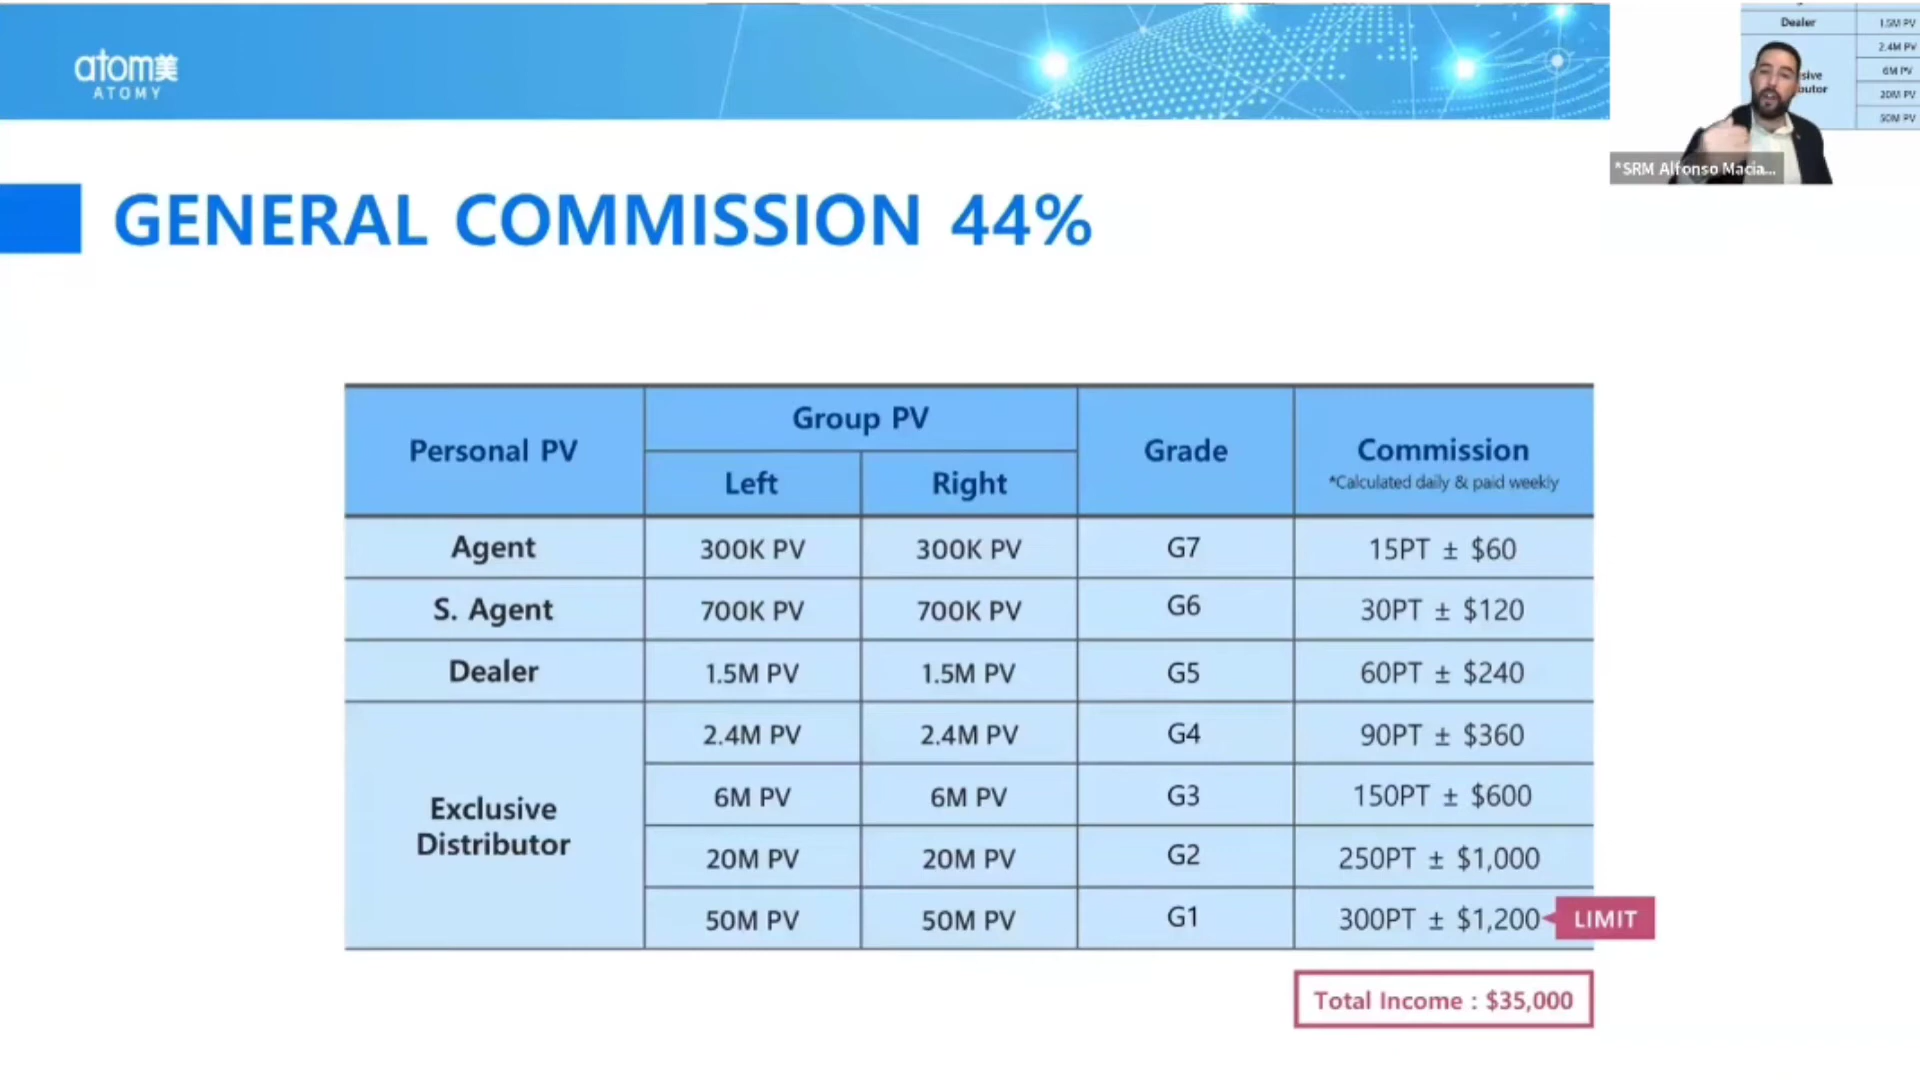 atom美
ATOMY
Dealer
1.5M PV
2.4M PV
sive
6M PV
butor
20M PV
50M PV
*SRM Alfonso Macia...
GENERAL COMMISSION 44%
Personal PV
Group PV
Left
Right
Grade
Commission
*Calculated daily & paid weekly
Agent 300K PV 300K PV G7 15PT ± $60
S. Agent 700K PV 700K PV G6 30PT ± $120
Dealer 1.5M PV 1.5M PV G5 60PT ± $240
Exclusive
Distributor
2.4M PV 2.4M PV G4 90PT ± $360
6M PV 6M PV G3 150PT ± $600
20M PV 20M PV G2 250PT ± $1,000
50M PV 50M PV G1 300PT ± $1,200 LIMIT
Total Income : $35,000